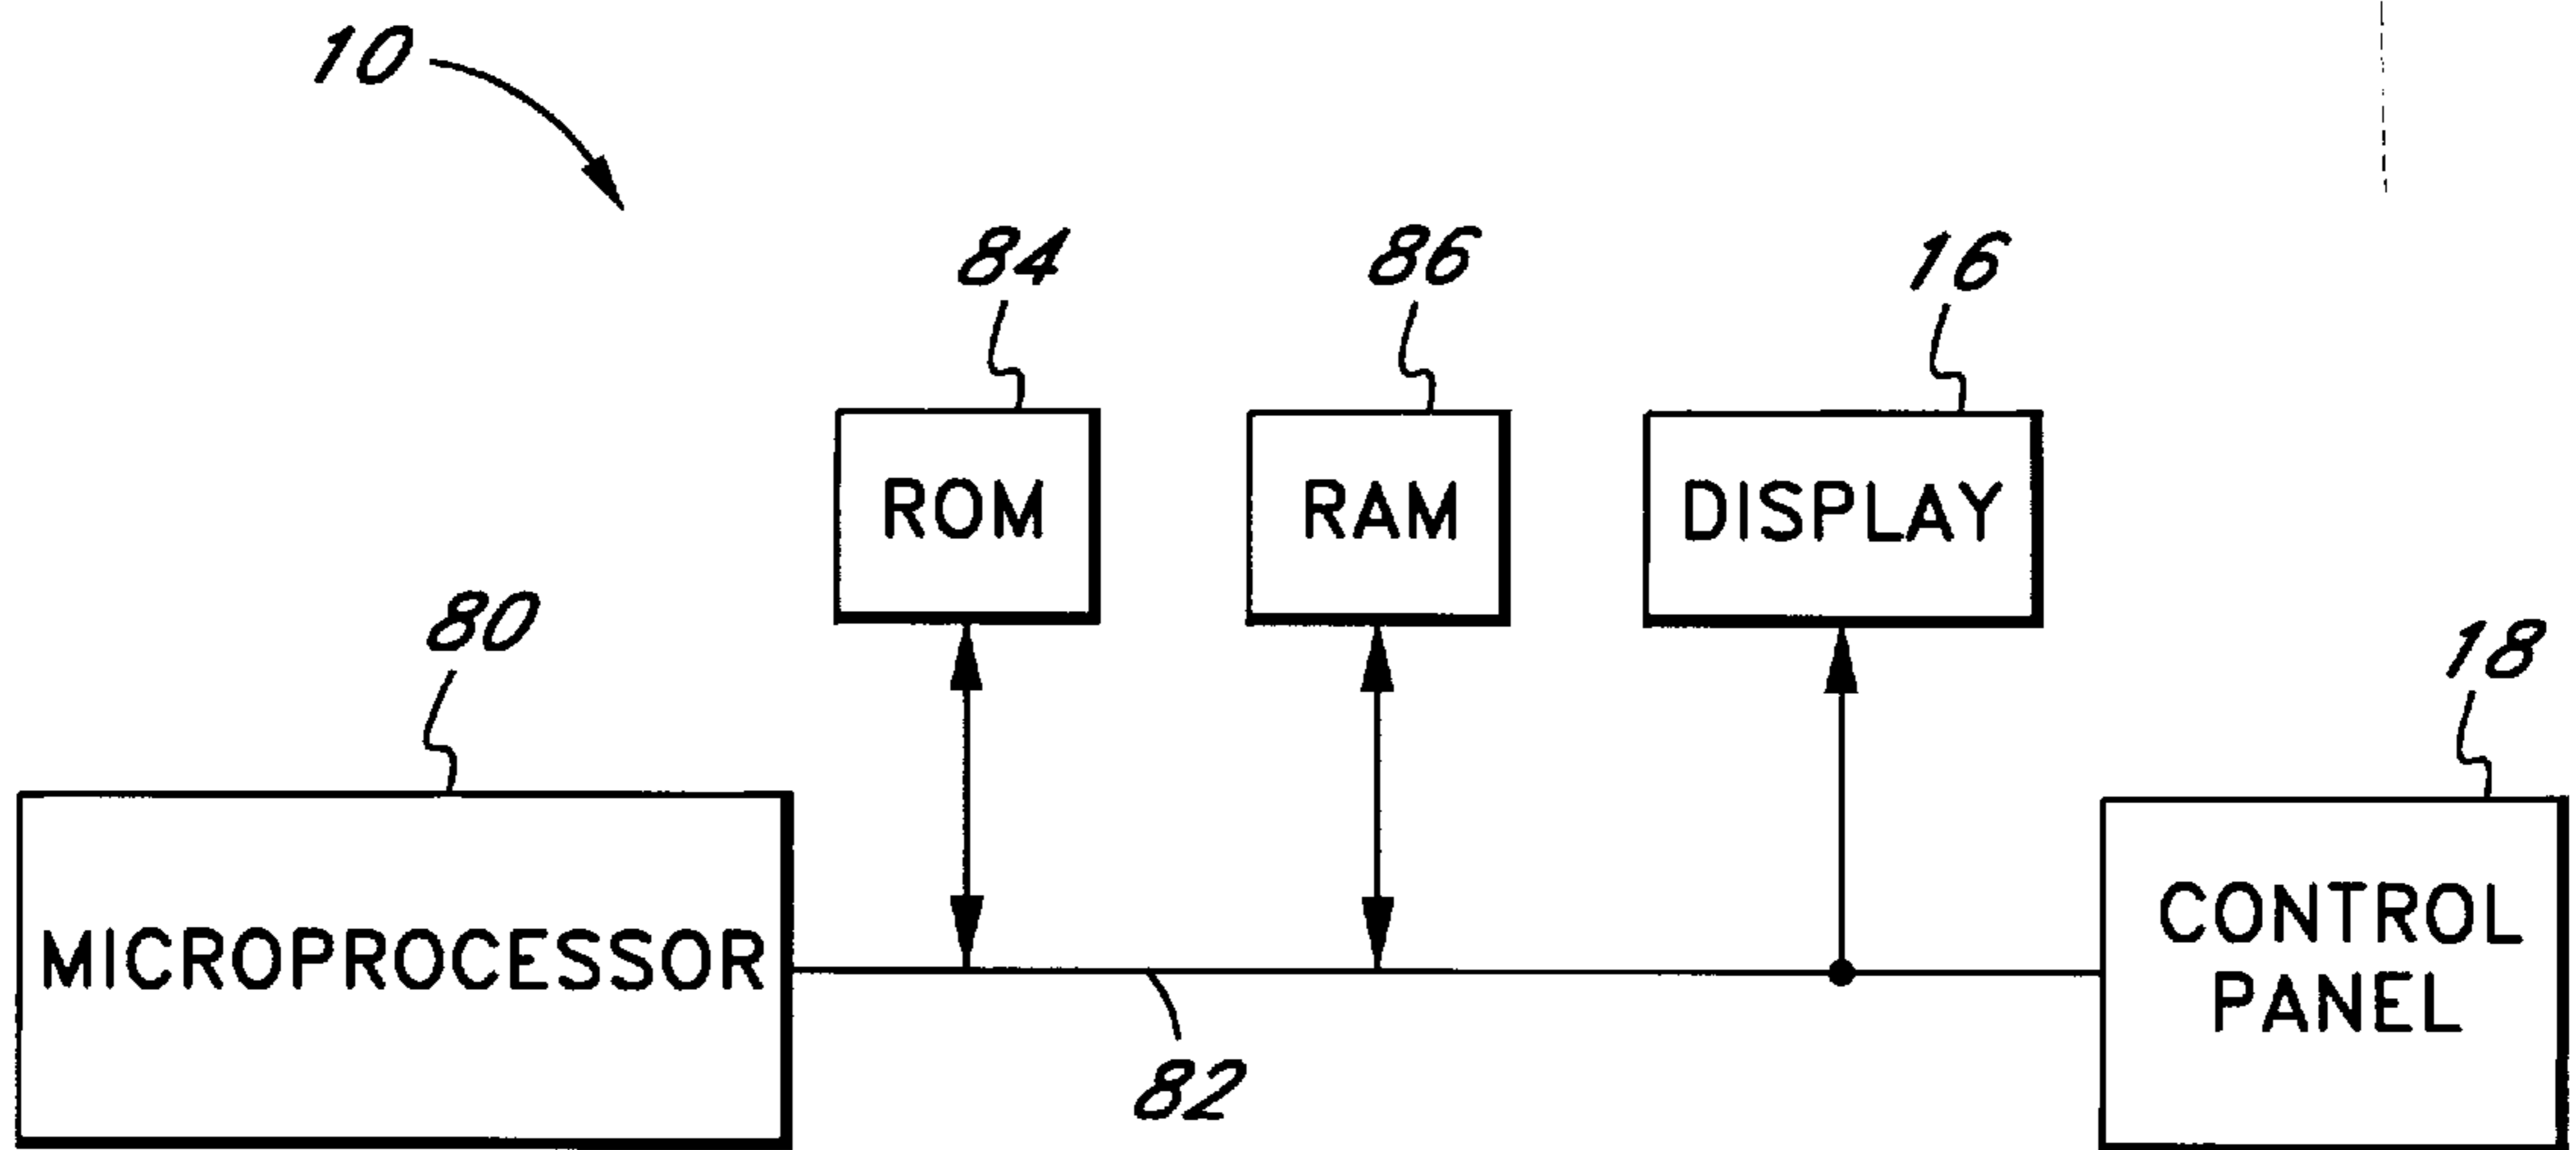 10
84
86
16
ROM
RAM
DISPLAY
80
18
MICROPROCESSOR
CONTROL
PANEL
82